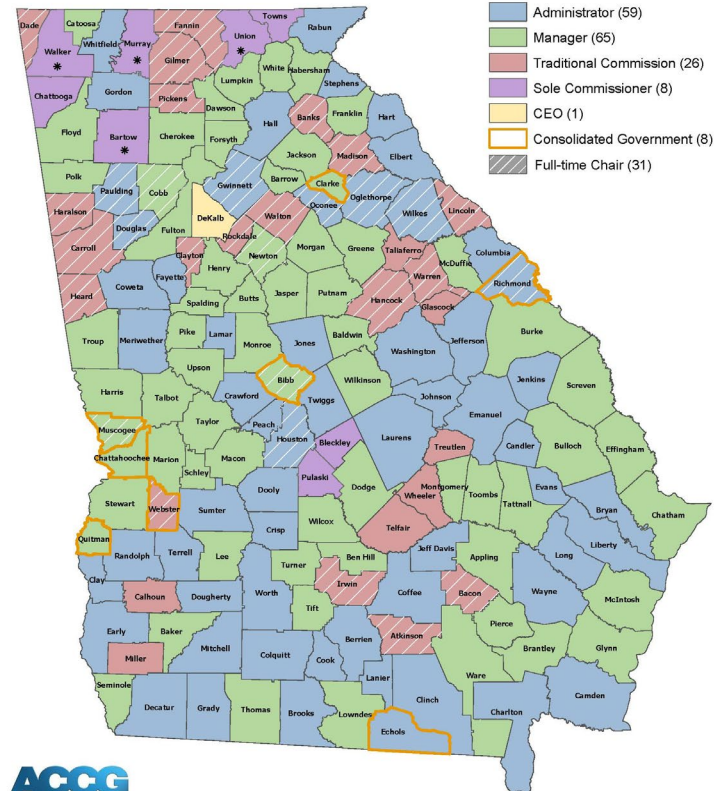 Administrator (59)
Manager (65)
Traditional Commission (26)
Sole Commissioner (8)
CEO (1)
Consolidated Government (8)
Full-time Chair (31)
Dade
Catoosa
Fannin
Towns
Union
Rabun
Walker
Whitfield
Murray
Gilmer
White
Habersham
Lumpkin
Stephens
Chattooga
Gordon
Pickens
Dawson
Banks
Franklin
Hart
Floyd
Bartow
Cherokee
Forsyth
Hall
Jackson
Madison
Elbert
Polk
Paulding
Cobb
Gwinnett
Barrow
Clarke
Oconee
Oglethorpe
Wilkes
Lincoln
Haralson
Douglas
Fulton
DeKalb
Walton
Rockdale
Carroll
Clayton
Henry
Newton
Morgan
Greene
Taliaferro
McDuffie
Columbia
Warren
Richmond
Heard
Coweta
Fayette
Spalding
Butts
Jasper
Putnam
Hancock
Glascock
Troup
Meriwether
Pike
Lamar
Monroe
Jones
Baldwin
Washington
Jefferson
Burke
Upson
Bibb
Wilkinson
Jenkins
Screven
Harris
Talbot
Crawford
Twiggs
Johnson
Emanuel
Taylor
Peach
Houston
Bleckley
Laurens
Treutlen
Candler
Bulloch
Effingham
Muscogee
Chattahoochee
Marion
Schley
Macon
Pulaski
Dodge
Wheeler
Montgomery
Toombs
Tattnall
Evans
Bryan
Chatham
Stewart
Webster
Sumter
Dooly
Crisp
Wilcox
Telfair
Quitman
Randolph
Terrell
Lee
Turner
Ben Hill
Jeff Davis
Appling
Long
Liberty
Clay
Calhoun
Dougherty
Worth
Tift
Irwin
Coffee
Bacon
Wayne
McIntosh
Early
Baker
Mitchell
Colquitt
Cook
Berrien
Atkinson
Pierce
Brantley
Glynn
Miller
Lanier
Clinch
Ware
Camden
Charlton
Seminole
Decatur
Grady
Thomas
Brooks
Lowndes
Echols
ACCG